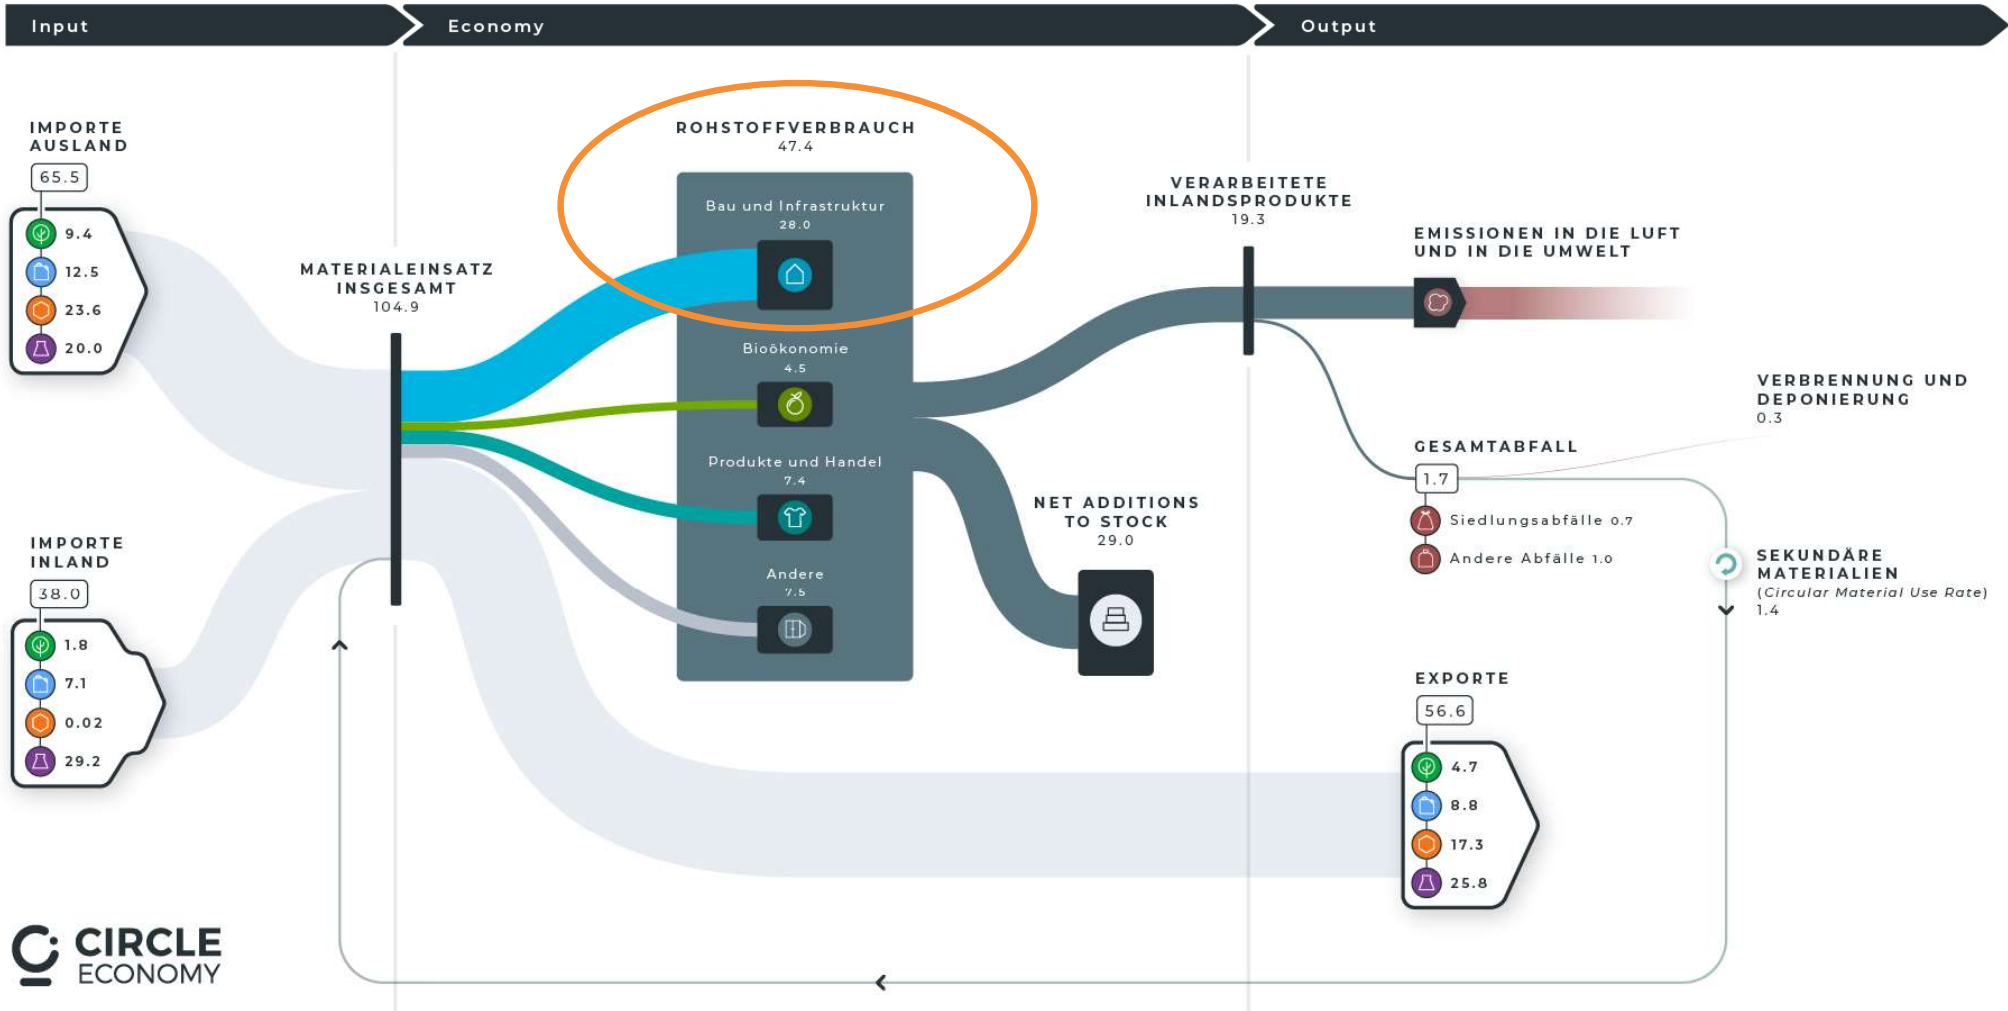 Input
Economy
Output
IMPORTE
AUSLAND
65.5
9.4
12.5
23.6
20.0
IMPORTE
INLAND
38.0
1.8
7.1
0.02
29.2
MATERIALEINSATZ
INSGESAMT
104.9
ROHSTOFFVERBRAUCH
47.4
Bau und Infrastruktur
28.0
Bioökonomie
4.5
Produkte und Handel
7.4
Andere
7.5
NET ADDITIONS
TO STOCK
29.0
VERARBEITETE
INLANDSPRODUKTE
19.3
EMISSIONEN IN DIE LUFT
UND IN DIE UMWELT
VERBRENNUNG UND
DEPONIERUNG
0.3
GESAMTABFALL
1.7
Siedlungsabfälle 0.7
Andere Abfälle 1.0
SEKUNDÄRE
MATERIALIEN
(Circular Material Use Rate)
1.4
EXPORTE
56.6
4.7
8.8
17.3
25.8
CIRCLE
ECONOMY